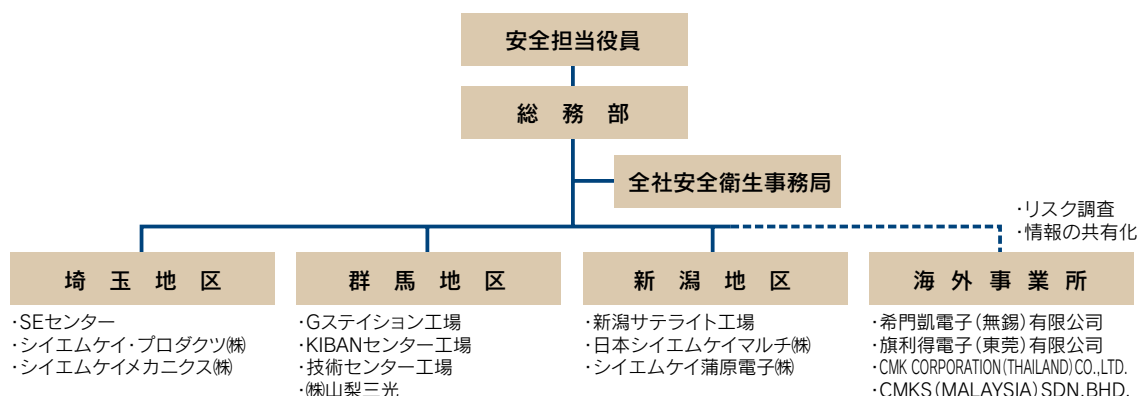 安全担当役員
総務部
全社安全衛生事務局
・リスク調査
・情報の共有化
埼玉地区
・SEセンター
・シイエムケイ・プロダクツ㈱
・シイエムケイメカニクス㈱
群馬地区
・Gステイション工場
・KIBANセンター工場
・技術センター工場
・㈱山梨三光
新潟地区
・新潟サテライト工場
・日本シイエムケイマルチ㈱
・シイエムケイ蒲原電子㈱
海外事業所
・希門凱電子(無錫)有限公司
・旗利得電子(東莞)有限公司
・CMK CORPORATION(THAILAND)CO.,LTD.
・CMKS(MALAYSIA)SDN.BHD.